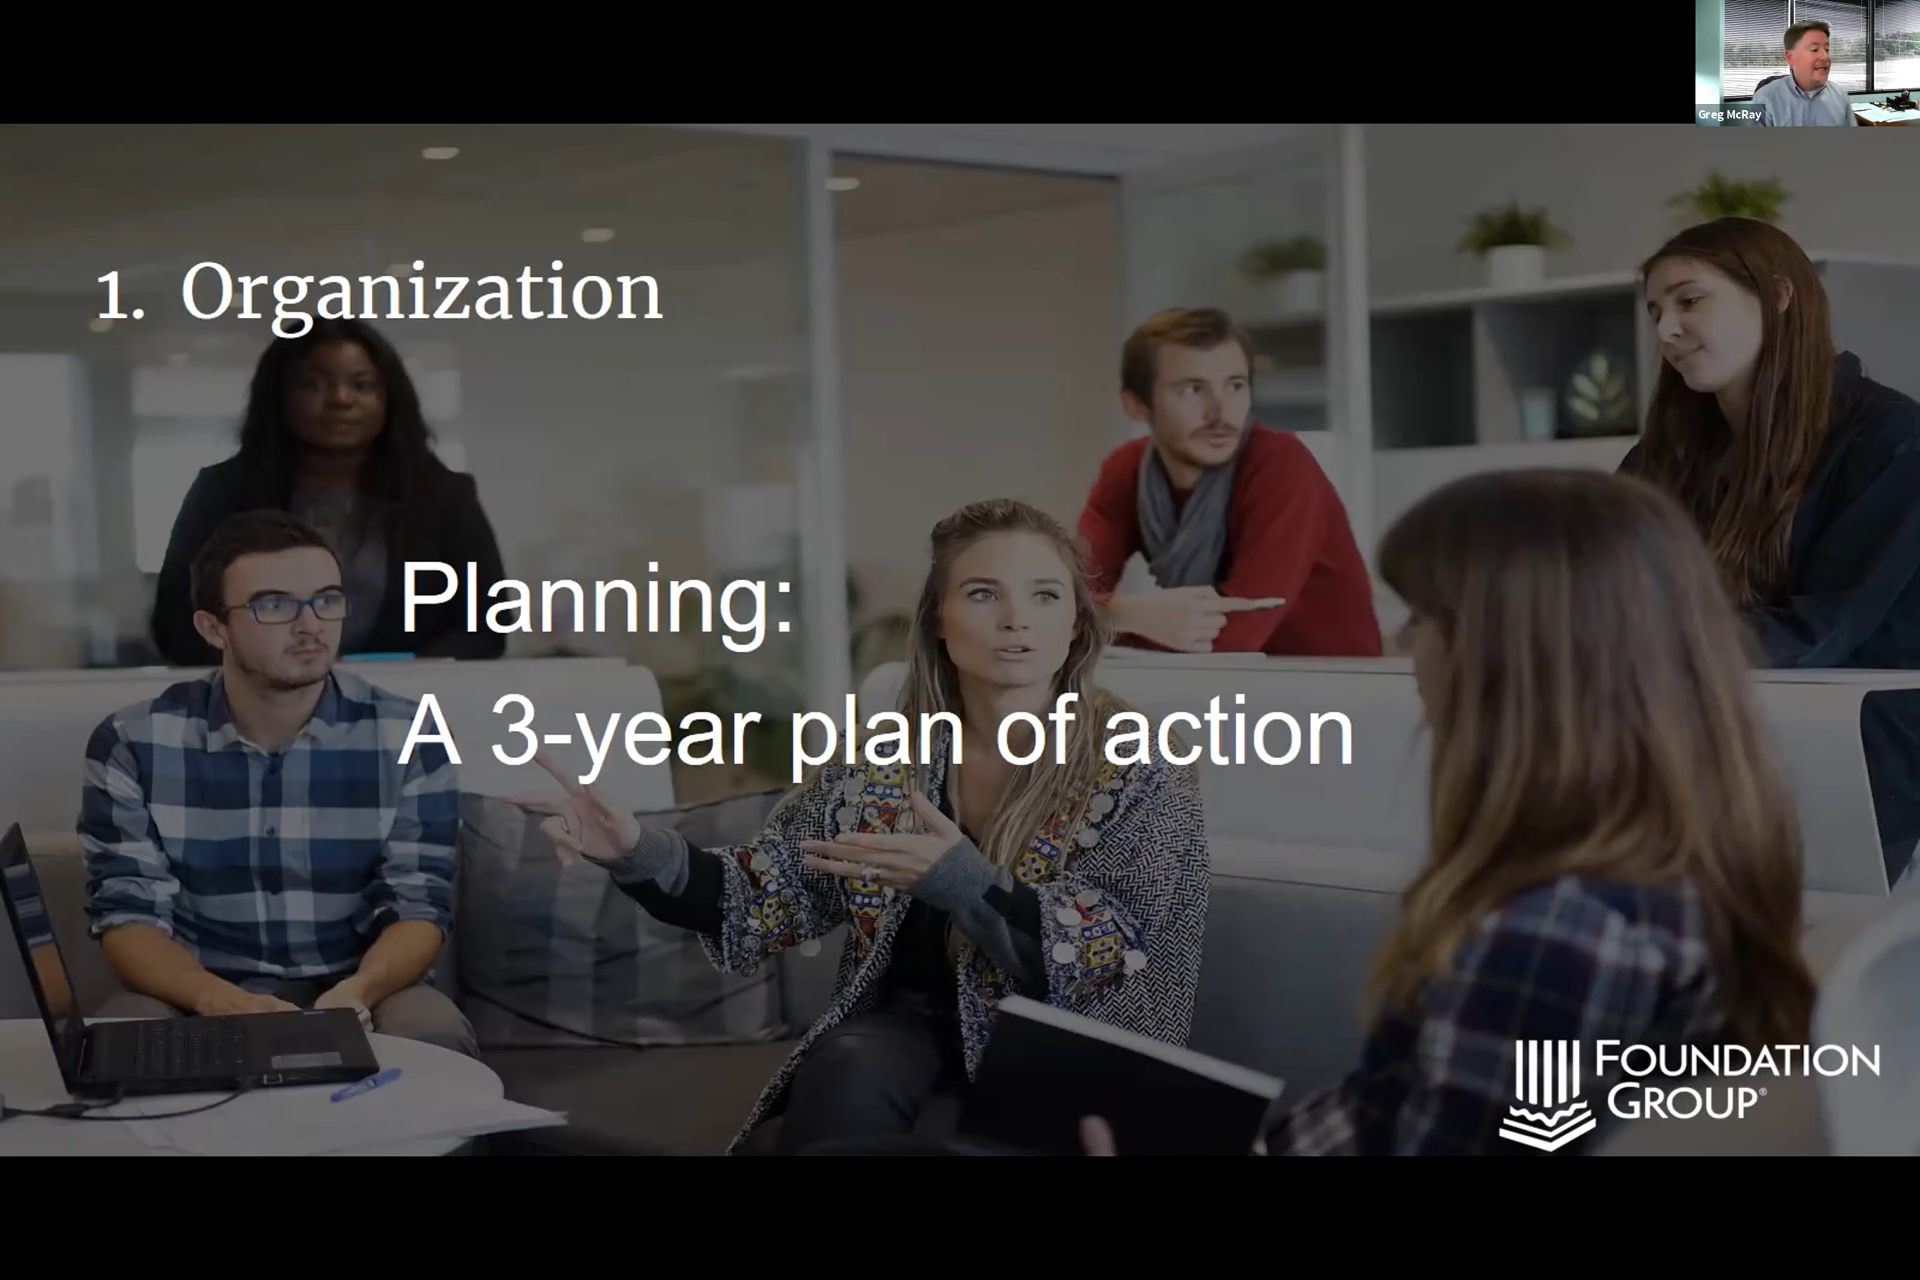 Greg McRay
1. Organization
Planning:
A 3-year plan of action
FOUNDATION
GROUP®